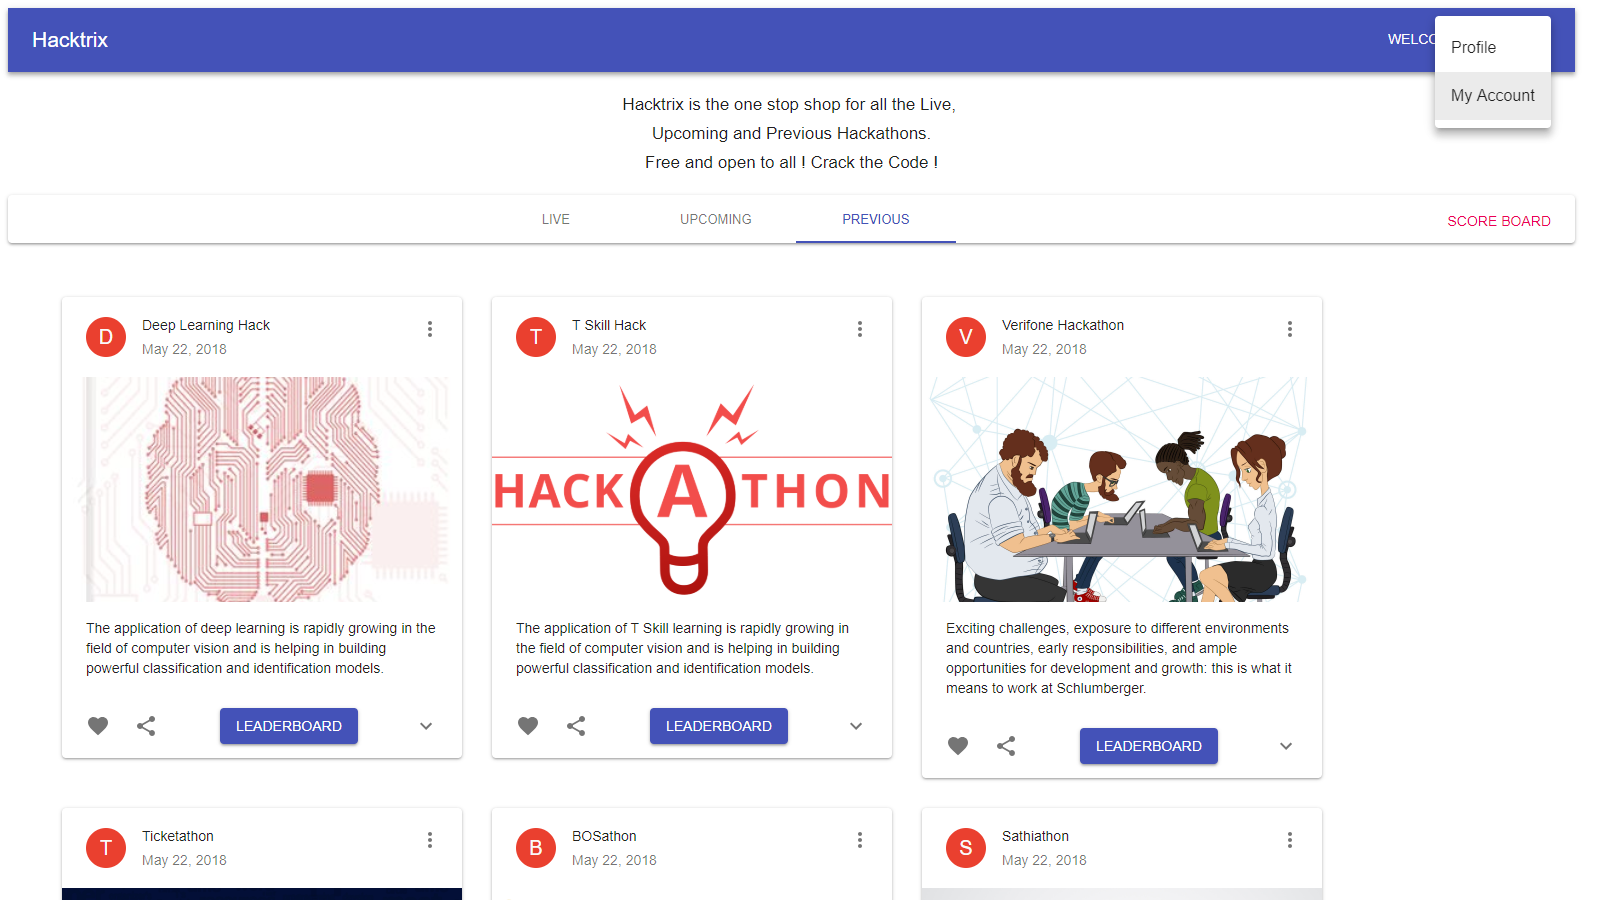 Hacktrix
WELCO
Profile
My Account
Hacktrix is the one stop shop for all the Live,
Upcoming and Previous Hackathons.
Free and open to all ! Crack the Code !
LIVE
UPCOMING
PREVIOUS
SCORE BOARD
D
Deep Learning Hack
May 22, 2018
The application of deep learning is rapidly growing in the
field of computer vision and is helping in building
powerful classification and identification models.
LEADERBOARD
T
T Skill Hack
May 22, 2018
HACKATHON
The application of T Skill learning is rapidly growing in
the field of computer vision and is helping in building
powerful classification and identification models.
LEADERBOARD
V
Verifone Hackathon
May 22, 2018
Exciting challenges, exposure to different environments
and countries, early responsibilities, and ample
opportunities for development and growth: this is what it
means to work at Schlumberger.
LEADERBOARD
T
Ticketathon
May 22, 2018
B
BOSathon
May 22, 2018
S
Sathiathon
May 22, 2018